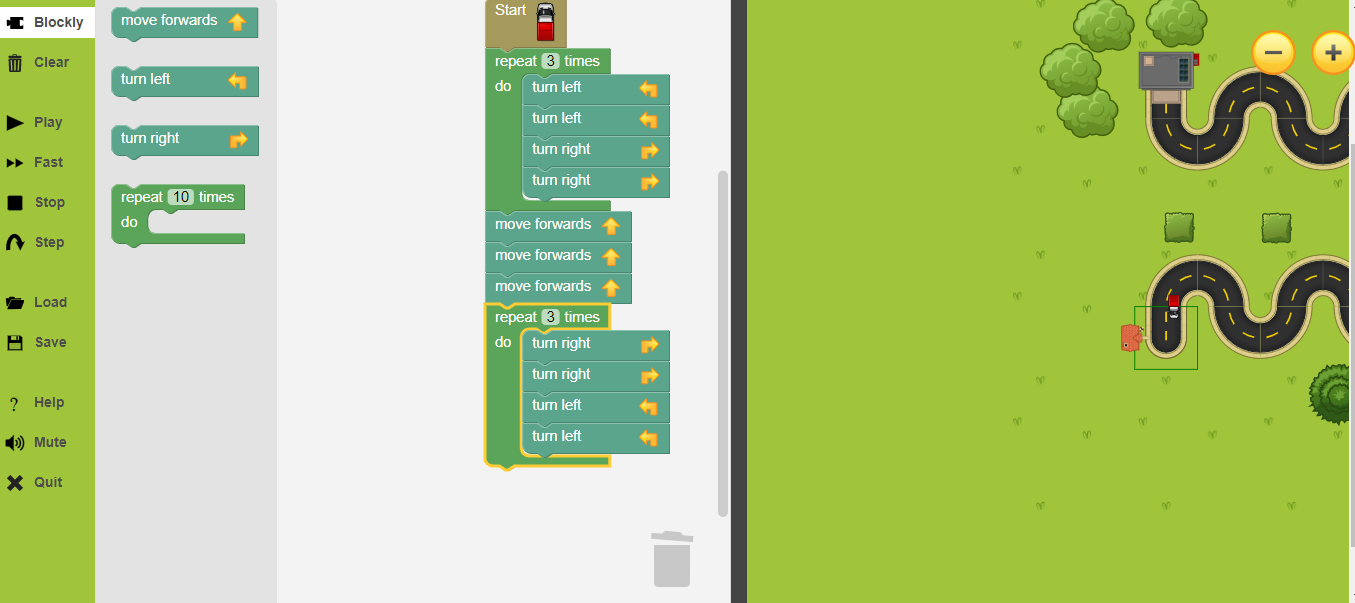 Blockly
Clear
Play
Fast
Stop
Step
Load
Save
Help
Mute
Quit
move forwards
turn left
turn right
repeat 10 times
do
Start
repeat 3 times
do
turn left
turn left
turn right
turn right
move forwards
move forwards
move forwards
repeat 3 times
do
turn right
turn right
turn left
turn left